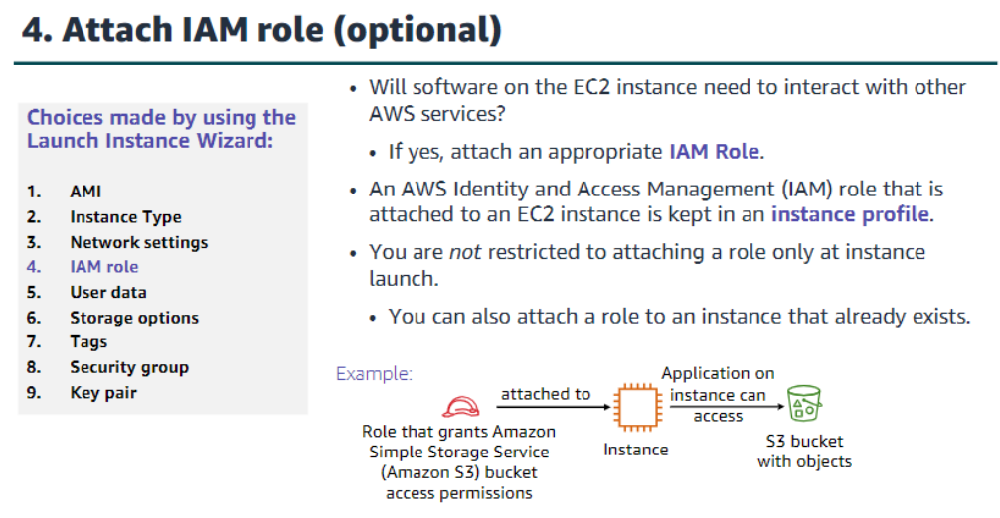 4. Attach IAM role (optional)
Choices made by using the
Launch Instance Wizard:
1. AMI
2. Instance Type
3. Network settings
4. IAM role
5. User data
6. Storage options
7. Tags
8. Security group
9. Key pair
• Will software on the EC2 instance need to interact with other
AWS services?
• If yes, attach an appropriate IAM Role.
• An AWS Identity and Access Management (IAM) role that is
attached to an EC2 instance is kept in an instance profile.
• You are not restricted to attaching a role only at instance
launch.
• You can also attach a role to an instance that already exists.
Example:
Role that grants Amazon
Simple Storage Service
(Amazon S3) bucket
access permissions
attached to
Instance
Application on
instance can
access
S3 bucket
with objects